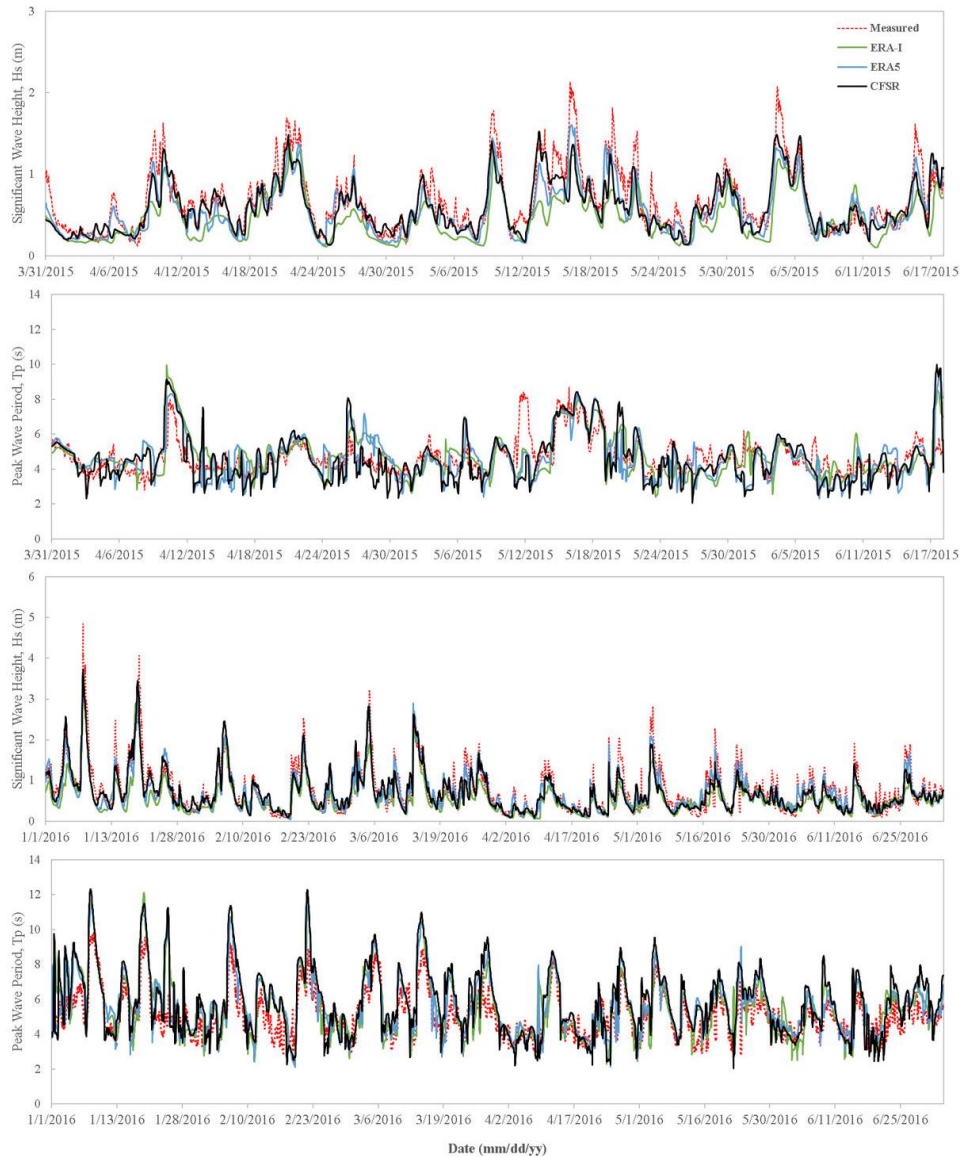 Significant Wave Height, Hs (m)
3
2
1
0
Measured
ERA-I
ERA5
CFSR
3/31/2015 4/6/2015 4/12/2015 4/18/2015 4/24/2015 4/30/2015 5/6/2015 5/12/2015 5/18/2015 5/24/2015 5/30/2015 6/5/2015 6/11/2015 6/17/2015
Peak Wave Peirod, Tp (s)
14
12
10
8
6
4
2
0
3/31/2015 4/6/2015 4/12/2015 4/18/2015 4/24/2015 4/30/2015 5/6/2015 5/12/2015 5/18/2015 5/24/2015 5/30/2015 6/5/2015 6/11/2015 6/17/2015
Significant Wave Height, Hs (m)
6
5
4
3
2
1
0
1/1/2016 1/13/2016 1/28/2016 2/10/2016 2/23/2016 3/6/2016 3/19/2016 4/2/2016 4/17/2016 5/1/2016 5/16/2016 5/30/2016 6/11/2016 6/25/2016
Peak Wave Period, Tp (s)
14
12
10
8
6
4
2
0
1/1/2016 1/13/2016 1/28/2016 2/10/2016 2/23/2016 3/6/2016 3/19/2016 4/2/2016 4/17/2016 5/1/2016 5/16/2016 5/30/2016 6/11/2016 6/25/2016
Date (mm/dd/yy)